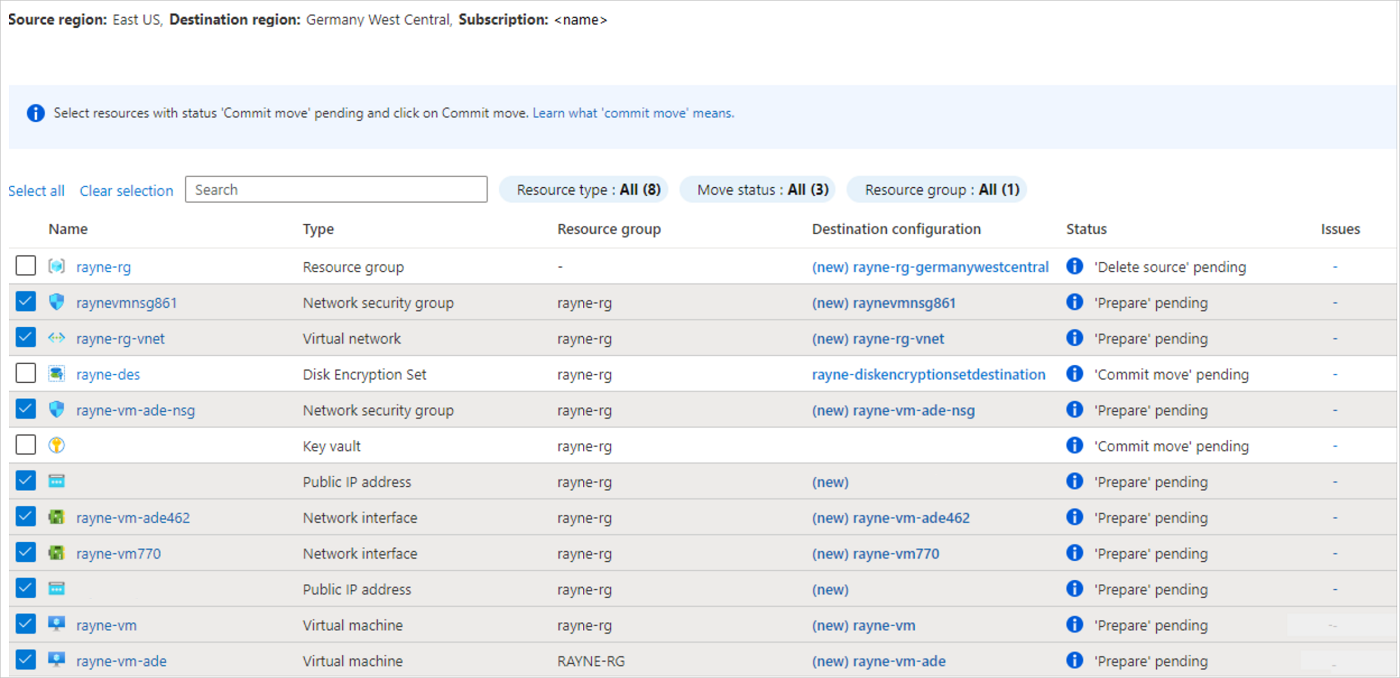 Source region: East US, Destination region: Germany West Central, Subscription: <name>
Select resources with status 'Commit move' pending and click on Commit move. Learn what 'commit move' means.
Select all Clear selection Search Resource type : All (8) Move status : All (3) Resource group : All (1)
Name Type Resource group Destination configuration Status Issues
rayne-rg Resource group - (new) rayne-rg-germanywestcentral 'Delete source' pending -
raynevmnsg861 Network security group rayne-rg (new) raynevmnsg861 'Prepare' pending -
rayne-rg-vnet Virtual network rayne-rg (new) rayne-rg-vnet 'Prepare' pending -
rayne-des Disk Encryption Set rayne-rg rayne-diskencryptionsetdestination 'Commit move' pending -
rayne-vm-ade-nsg Network security group rayne-rg (new) rayne-vm-ade-nsg 'Prepare' pending -
Key vault rayne-rg 'Commit move' pending -
Public IP address rayne-rg (new) 'Prepare' pending -
rayne-vm-ade462 Network interface rayne-rg (new) rayne-vm-ade462 'Prepare' pending -
rayne-vm770 Network interface rayne-rg (new) rayne-vm770 'Prepare' pending -
Public IP address rayne-rg (new) 'Prepare' pending -
rayne-vm Virtual machine rayne-rg (new) rayne-vm 'Prepare' pending --
rayne-vm-ade Virtual machine RAYNE-RG (new) rayne-vm-ade 'Prepare' pending -